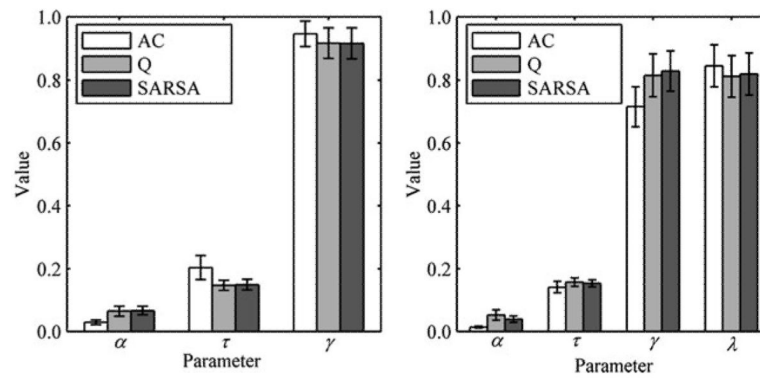 1.0
0.8
0.6
0.4
0.2
0.0
Value
AC
Q
SARSA
α
τ
γ
Parameter
1.0
0.8
0.6
0.4
0.2
0.0
Value
AC
Q
SARSA
α
τ
γ
λ
Parameter